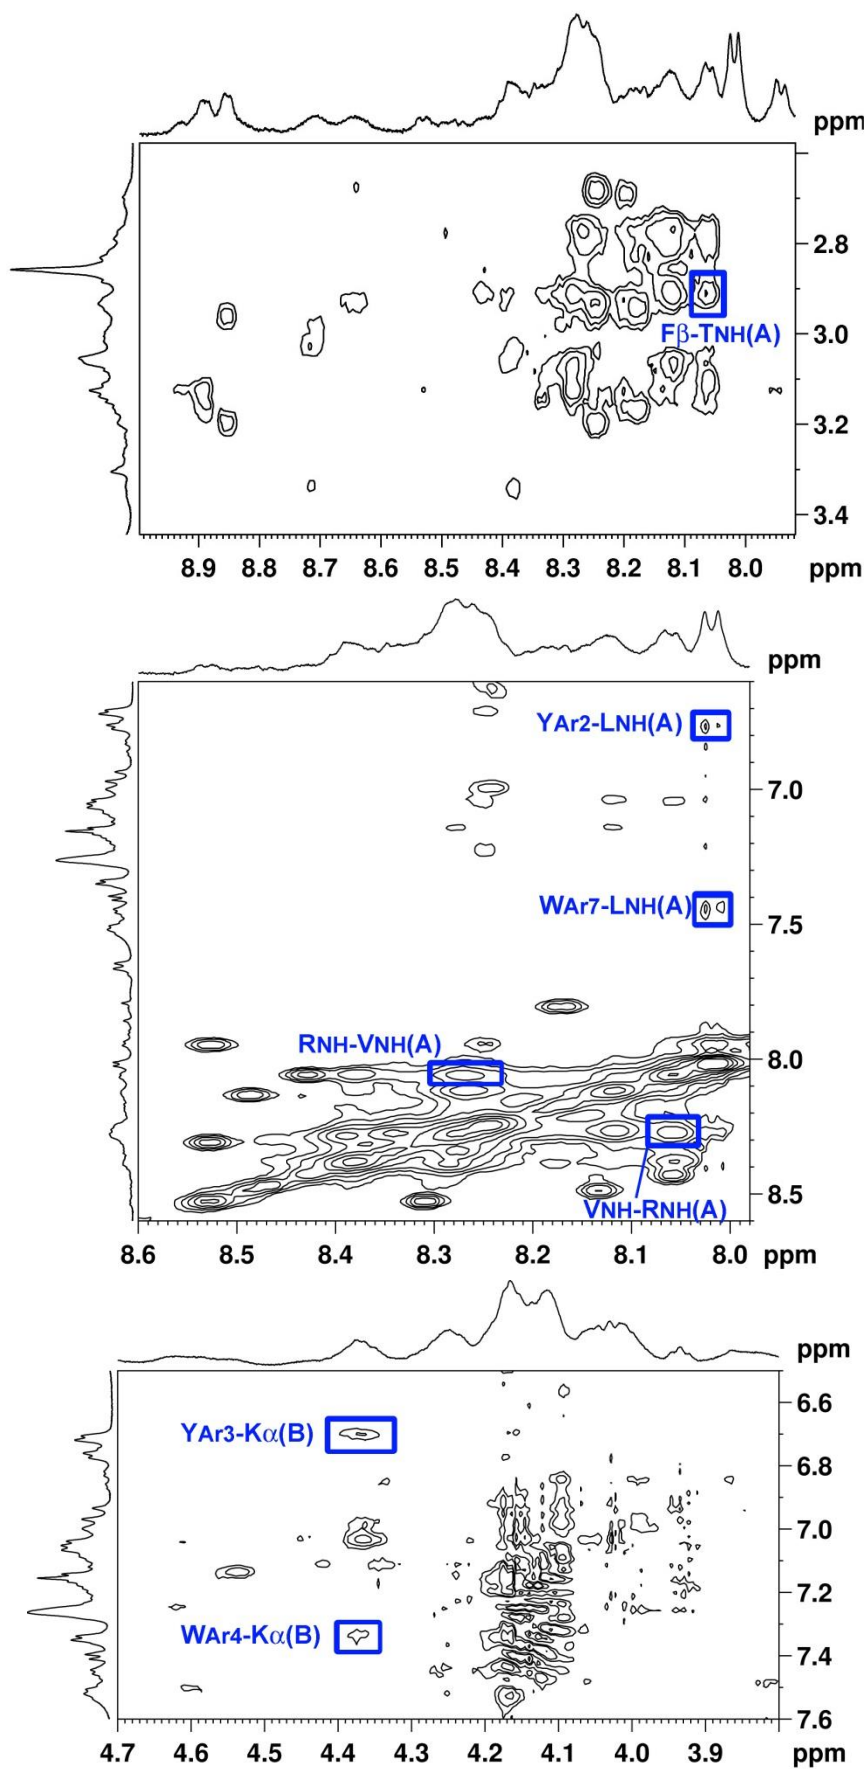 ppm
2.8
3.0
Fβ-TNH(A)
3.2
3.4
8.9 8.8 8.7 8.6 8.5 8.4 8.3 8.2 8.1 8.0 ppm
ppm
YAr2-LNH(A)
7.0
WAr7-LNH(A)
7.5
RNH-VNH(A)
8.0
8.5
VNH-RNH(A)
8.6 8.5 8.4 8.3 8.2 8.1 8.0 ppm
ppm
6.6
YAr3-Kα(B)
6.8
7.0
7.2
WAr4-Kα(B)
7.4
7.6
4.7 4.6 4.5 4.4 4.3 4.2 4.1 4.0 3.9 ppm